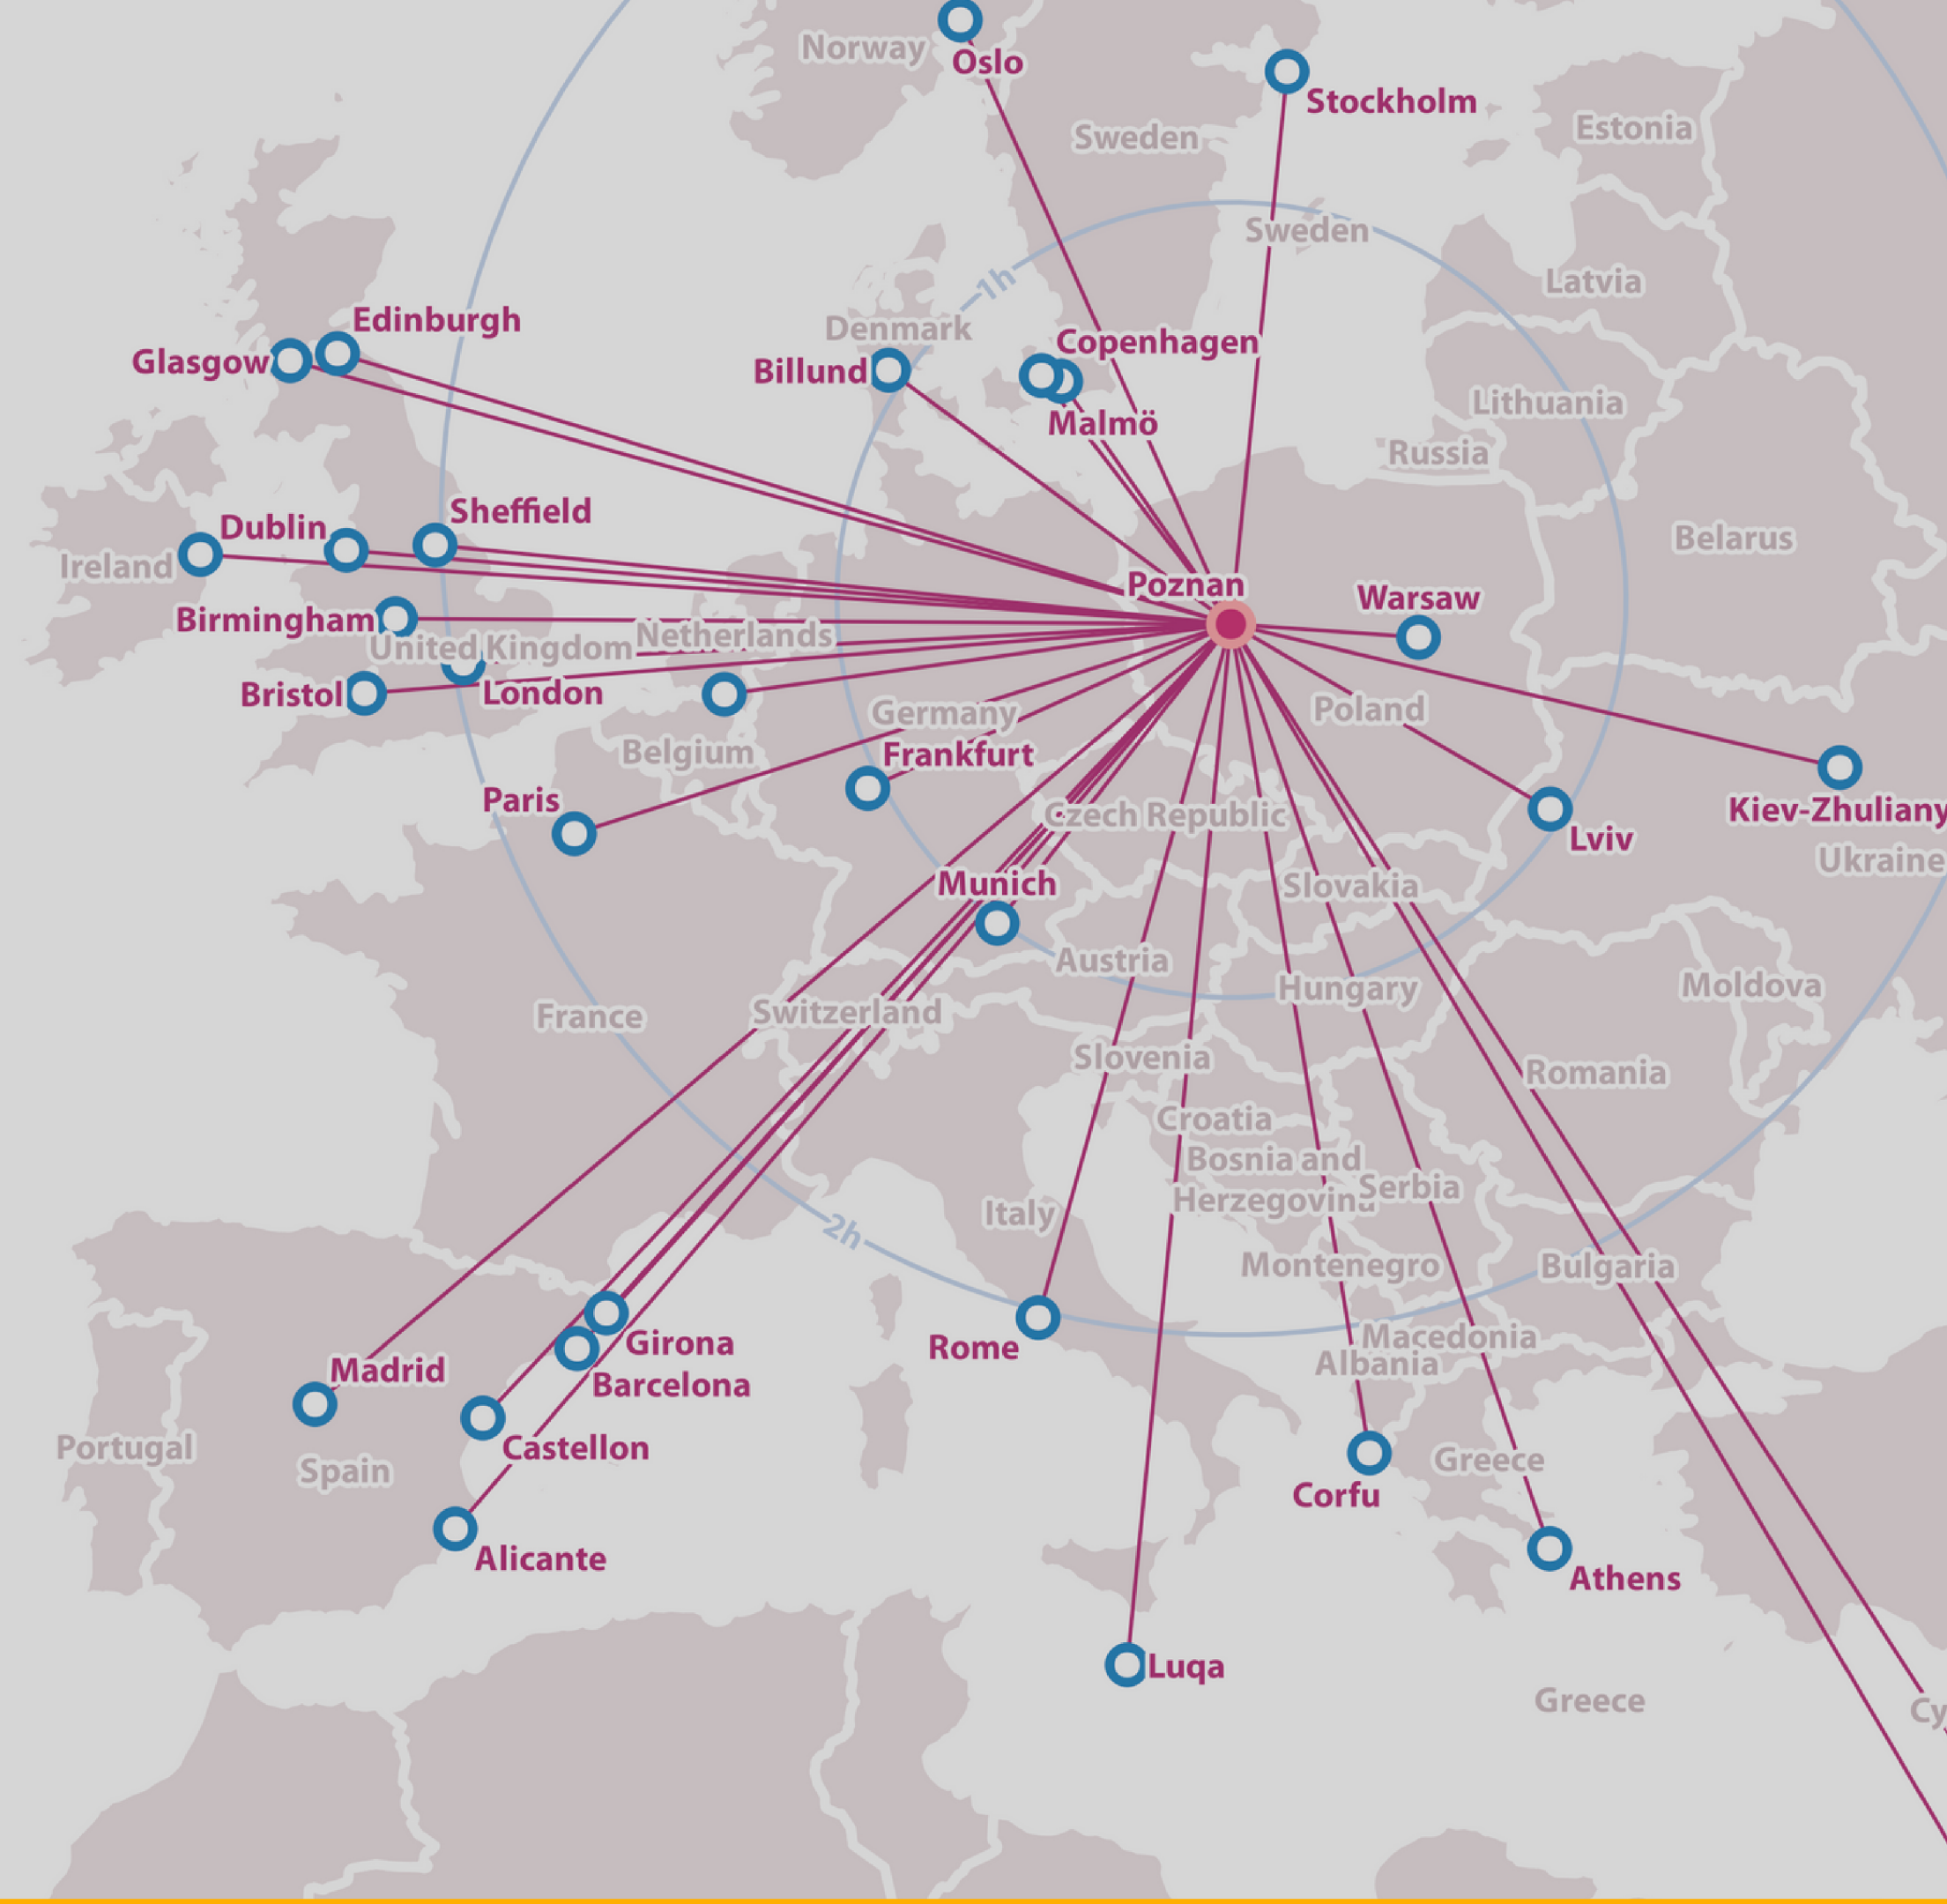 Norway
Oslo
Stockholm
Sweden
Estonia
Sweden
1h
Latvia
Denmark
Edinburgh
Copenhagen
Glasgow
Billund
Lithuania
Malmö
Russia
Sheffield
Dublin
Belarus
Ireland
Poznan
Warsaw
Birmingham
United Kingdom
Netherlands
Bristol
London
Germany
Poland
Belgium
Frankfurt
Paris
Czech Republic
Kiev-Zhuliany
Lviv
Ukraine
Munich
Slovakia
Austria
Hungary
Moldova
France
Switzerland
Slovenia
Romania
Croatia
Bosnia and
Herzegovina
Serbia
Italy
2h
Montenegro
Bulgaria
Rome
Girona
Macedonia
Albania
Madrid
Barcelona
Portugal
Castellon
Spain
Greece
Corfu
Alicante
Athens
Luqa
Greece
Cy